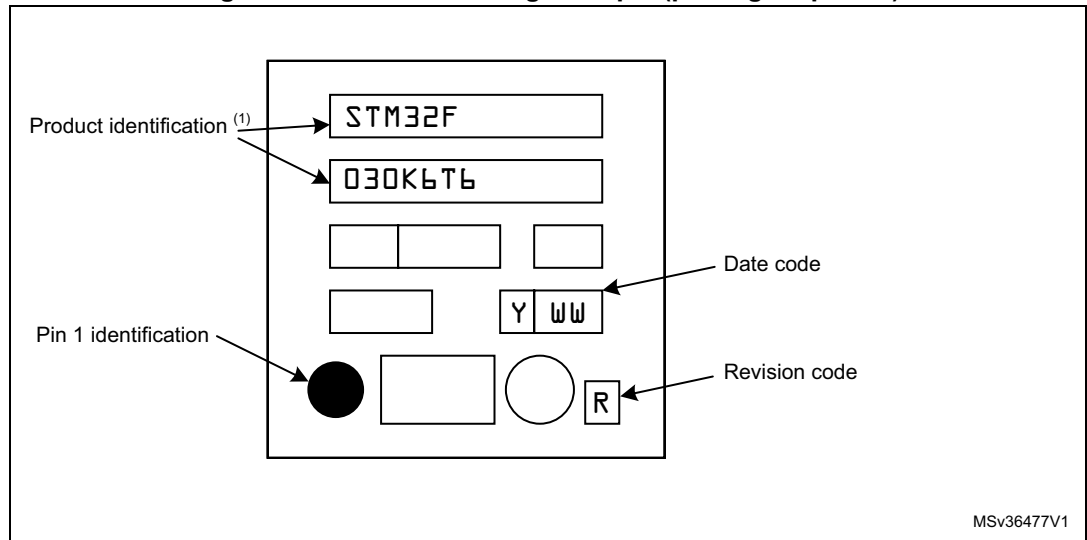 STM32F
Product identification (1)
030K6T6
Date code
Y WW
Pin 1 identification
Revision code
R
MSv36477V1